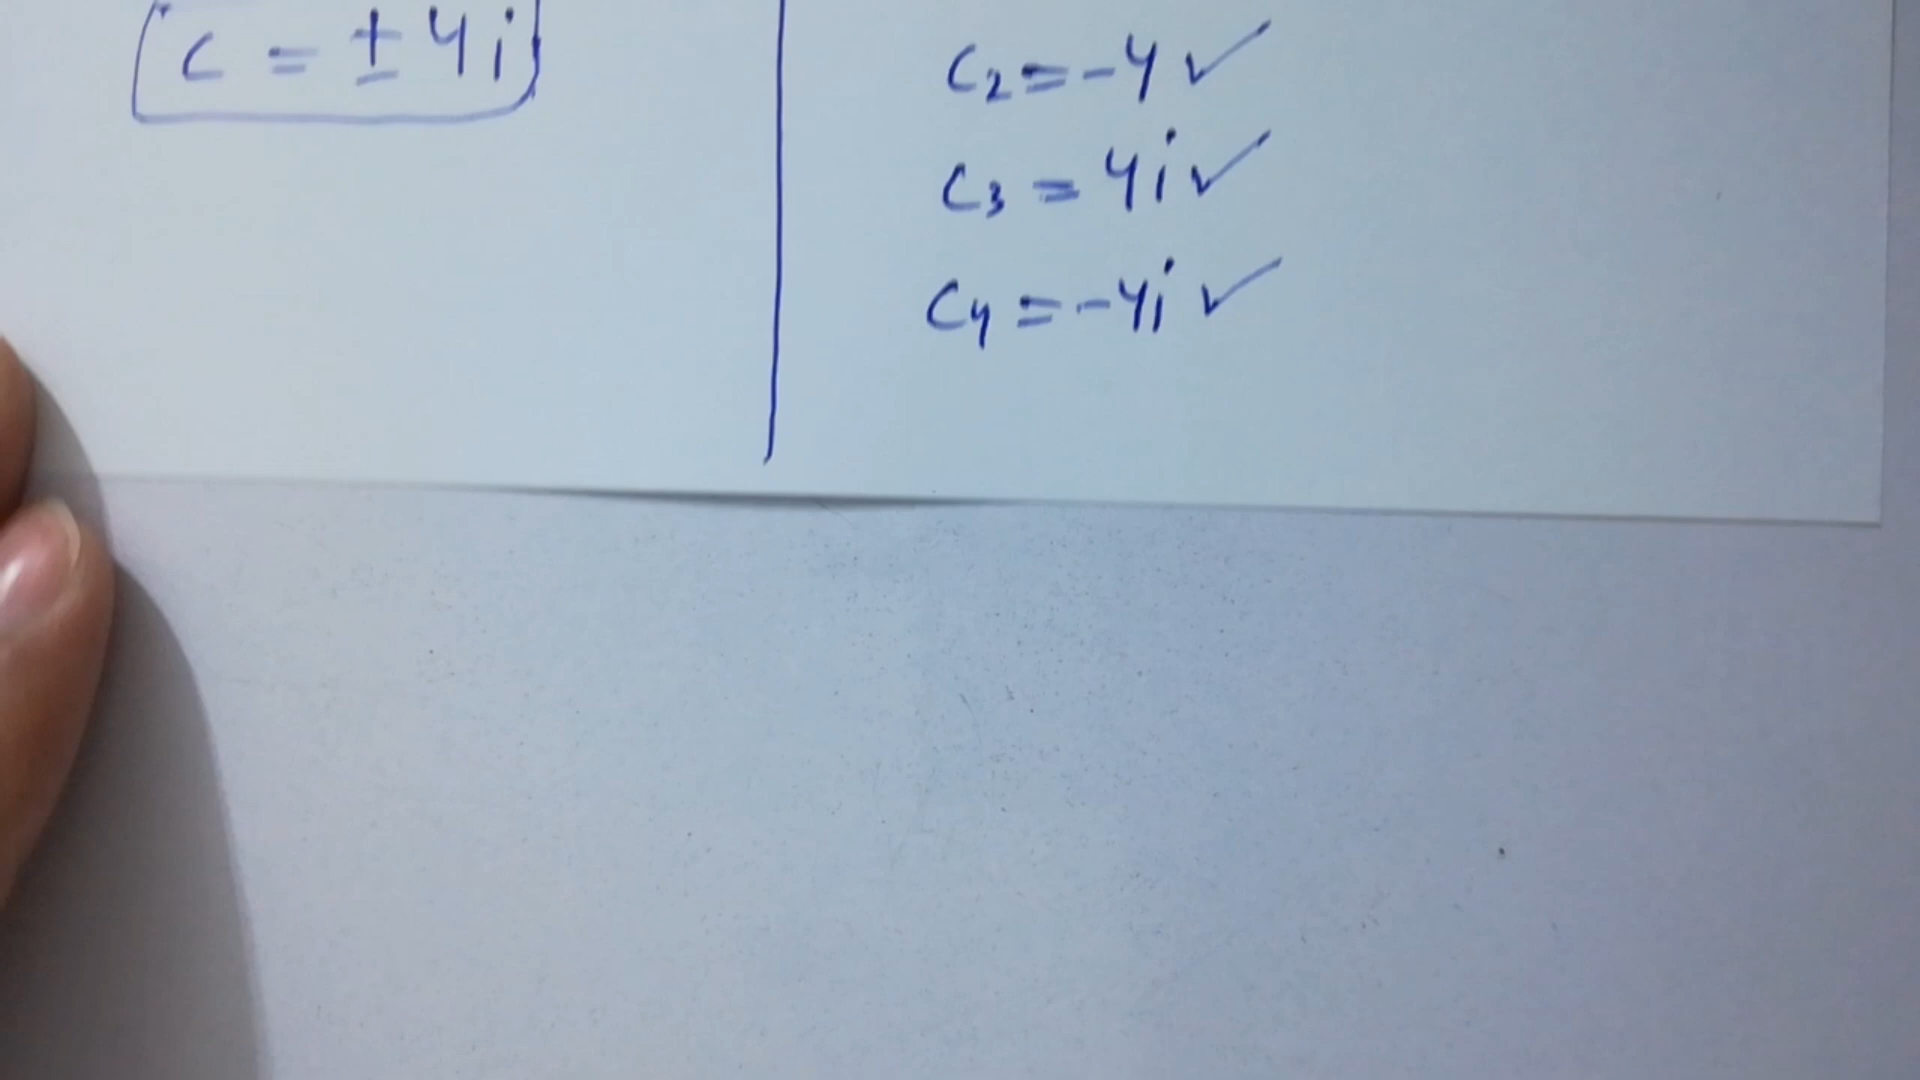 c = ± 4i
c₂ = -4 ✓
c₃ = 4i ✓
c₄ = -4i ✓